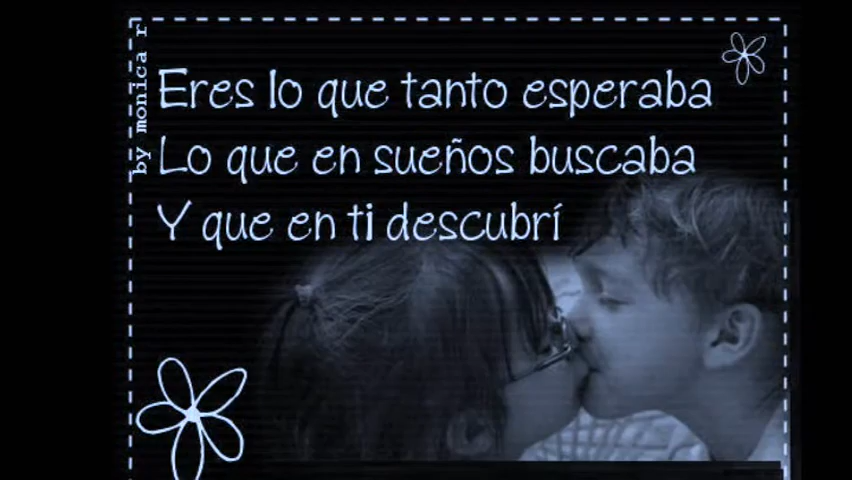 Eres lo que tanto esperaba
Lo que en sueños buscaba
Y que en ti descubrí
by monica r